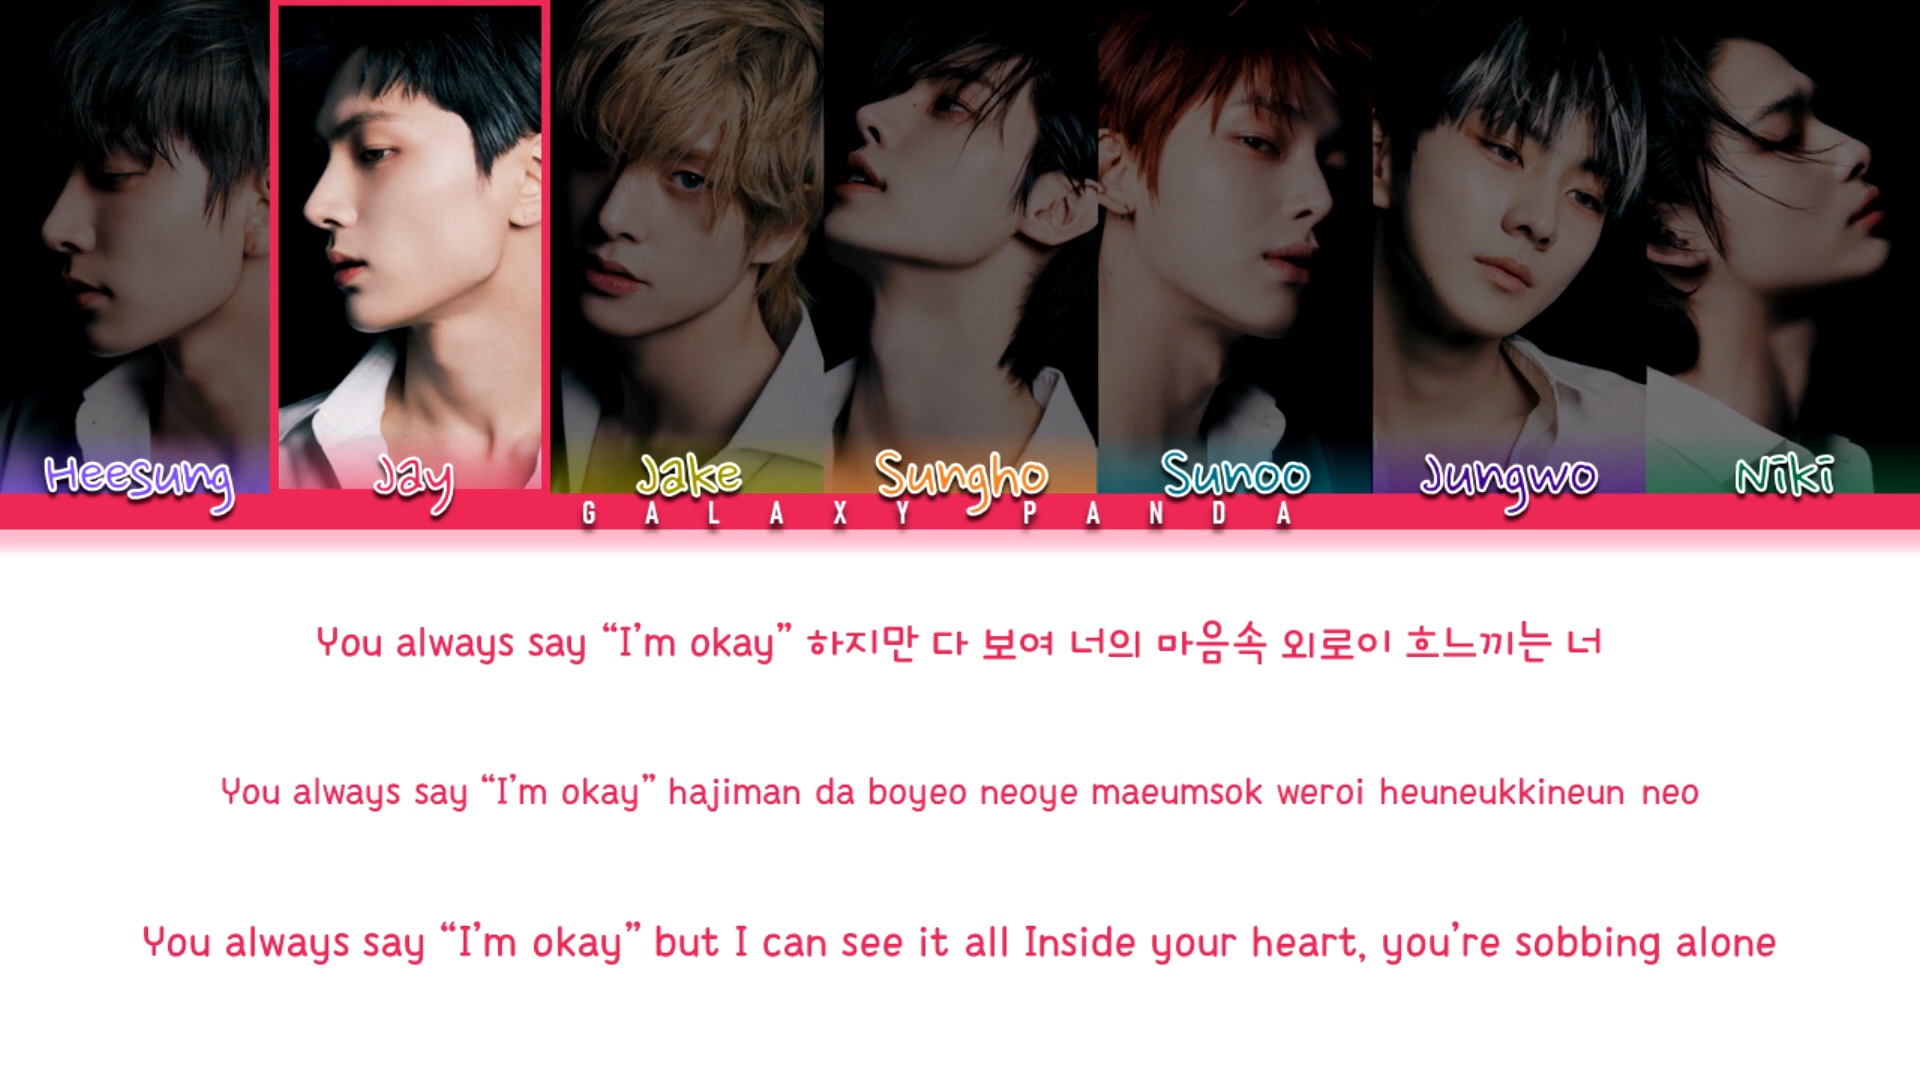 Heesung
Jay
Jake
Sungho
Sunoo
Jungwo
Niki
GALAXY PANDA
You always say “I’m okay” 하지만 다 보여 너의 마음속 외로이 흐느끼는 너
You always say “I’m okay” hajiman da boyeo neoye maeumsok weroi heuneukkineun neo
You always say “I’m okay” but I can see it all Inside your heart, you’re sobbing alone